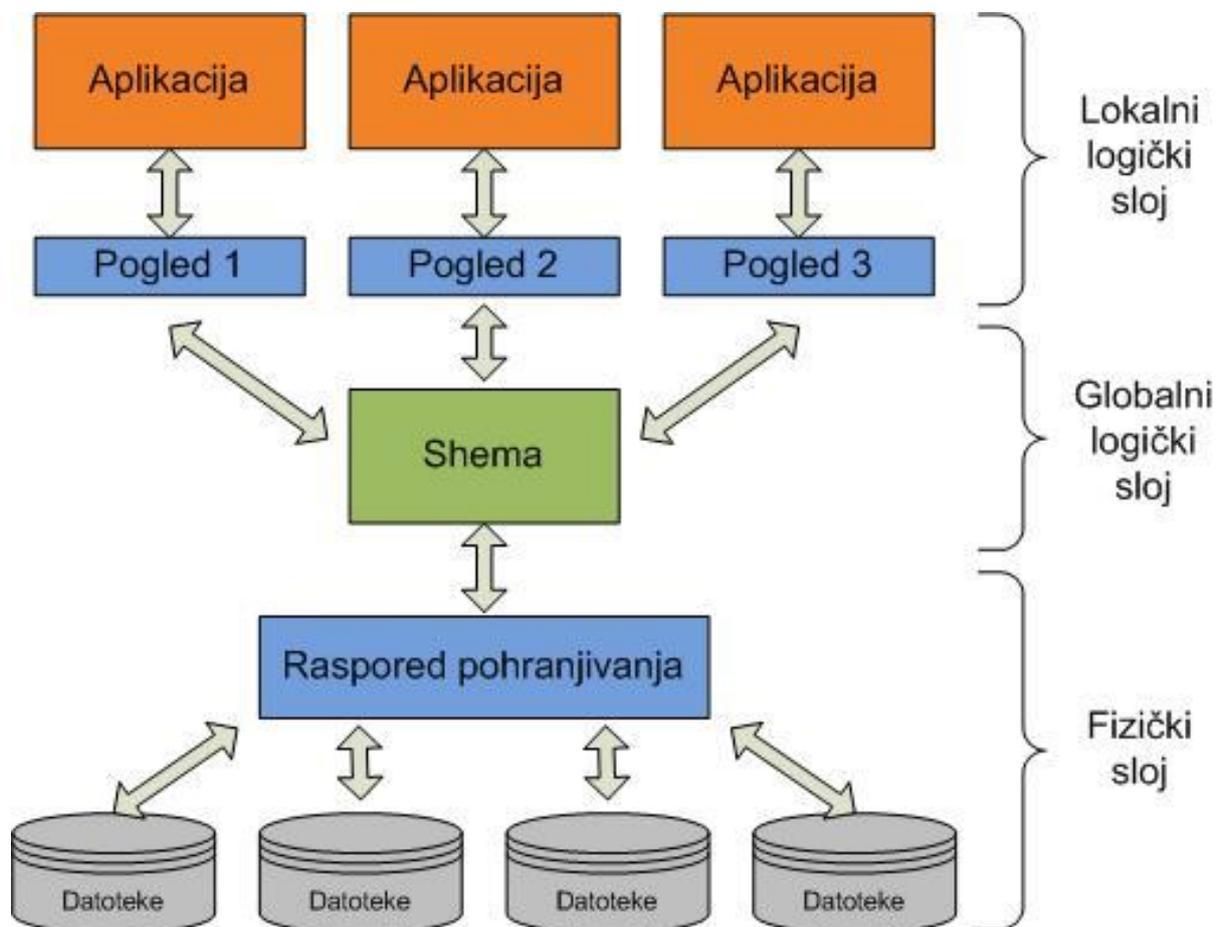 Aplikacija
Aplikacija
Aplikacija
Lokalni
logički
sloj
Pogled 1
Pogled 2
Pogled 3
Shema
Globalni
logički
sloj
Raspored pohranjivanja
Fizički
sloj
Datoteke
Datoteke
Datoteke
Datoteke